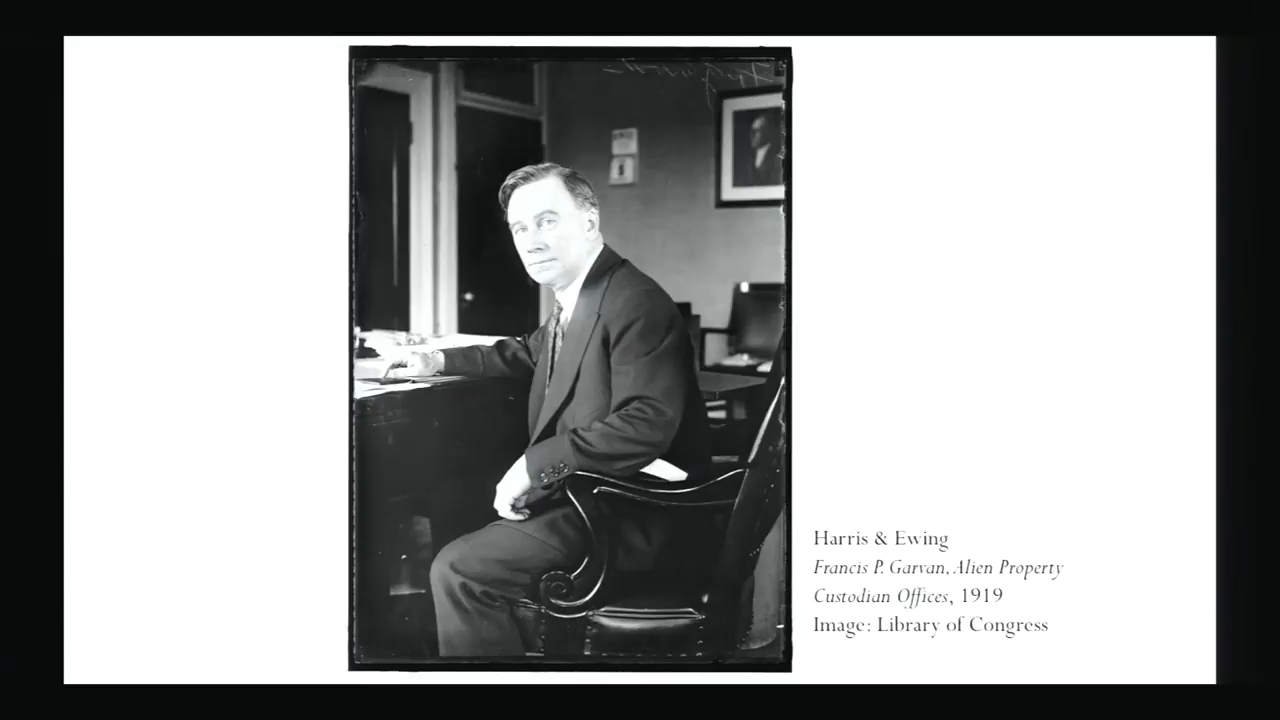 Harris & Ewing
Francis P. Garvan, Alien Property
Custodian Offices, 1919
Image: Library of Congress